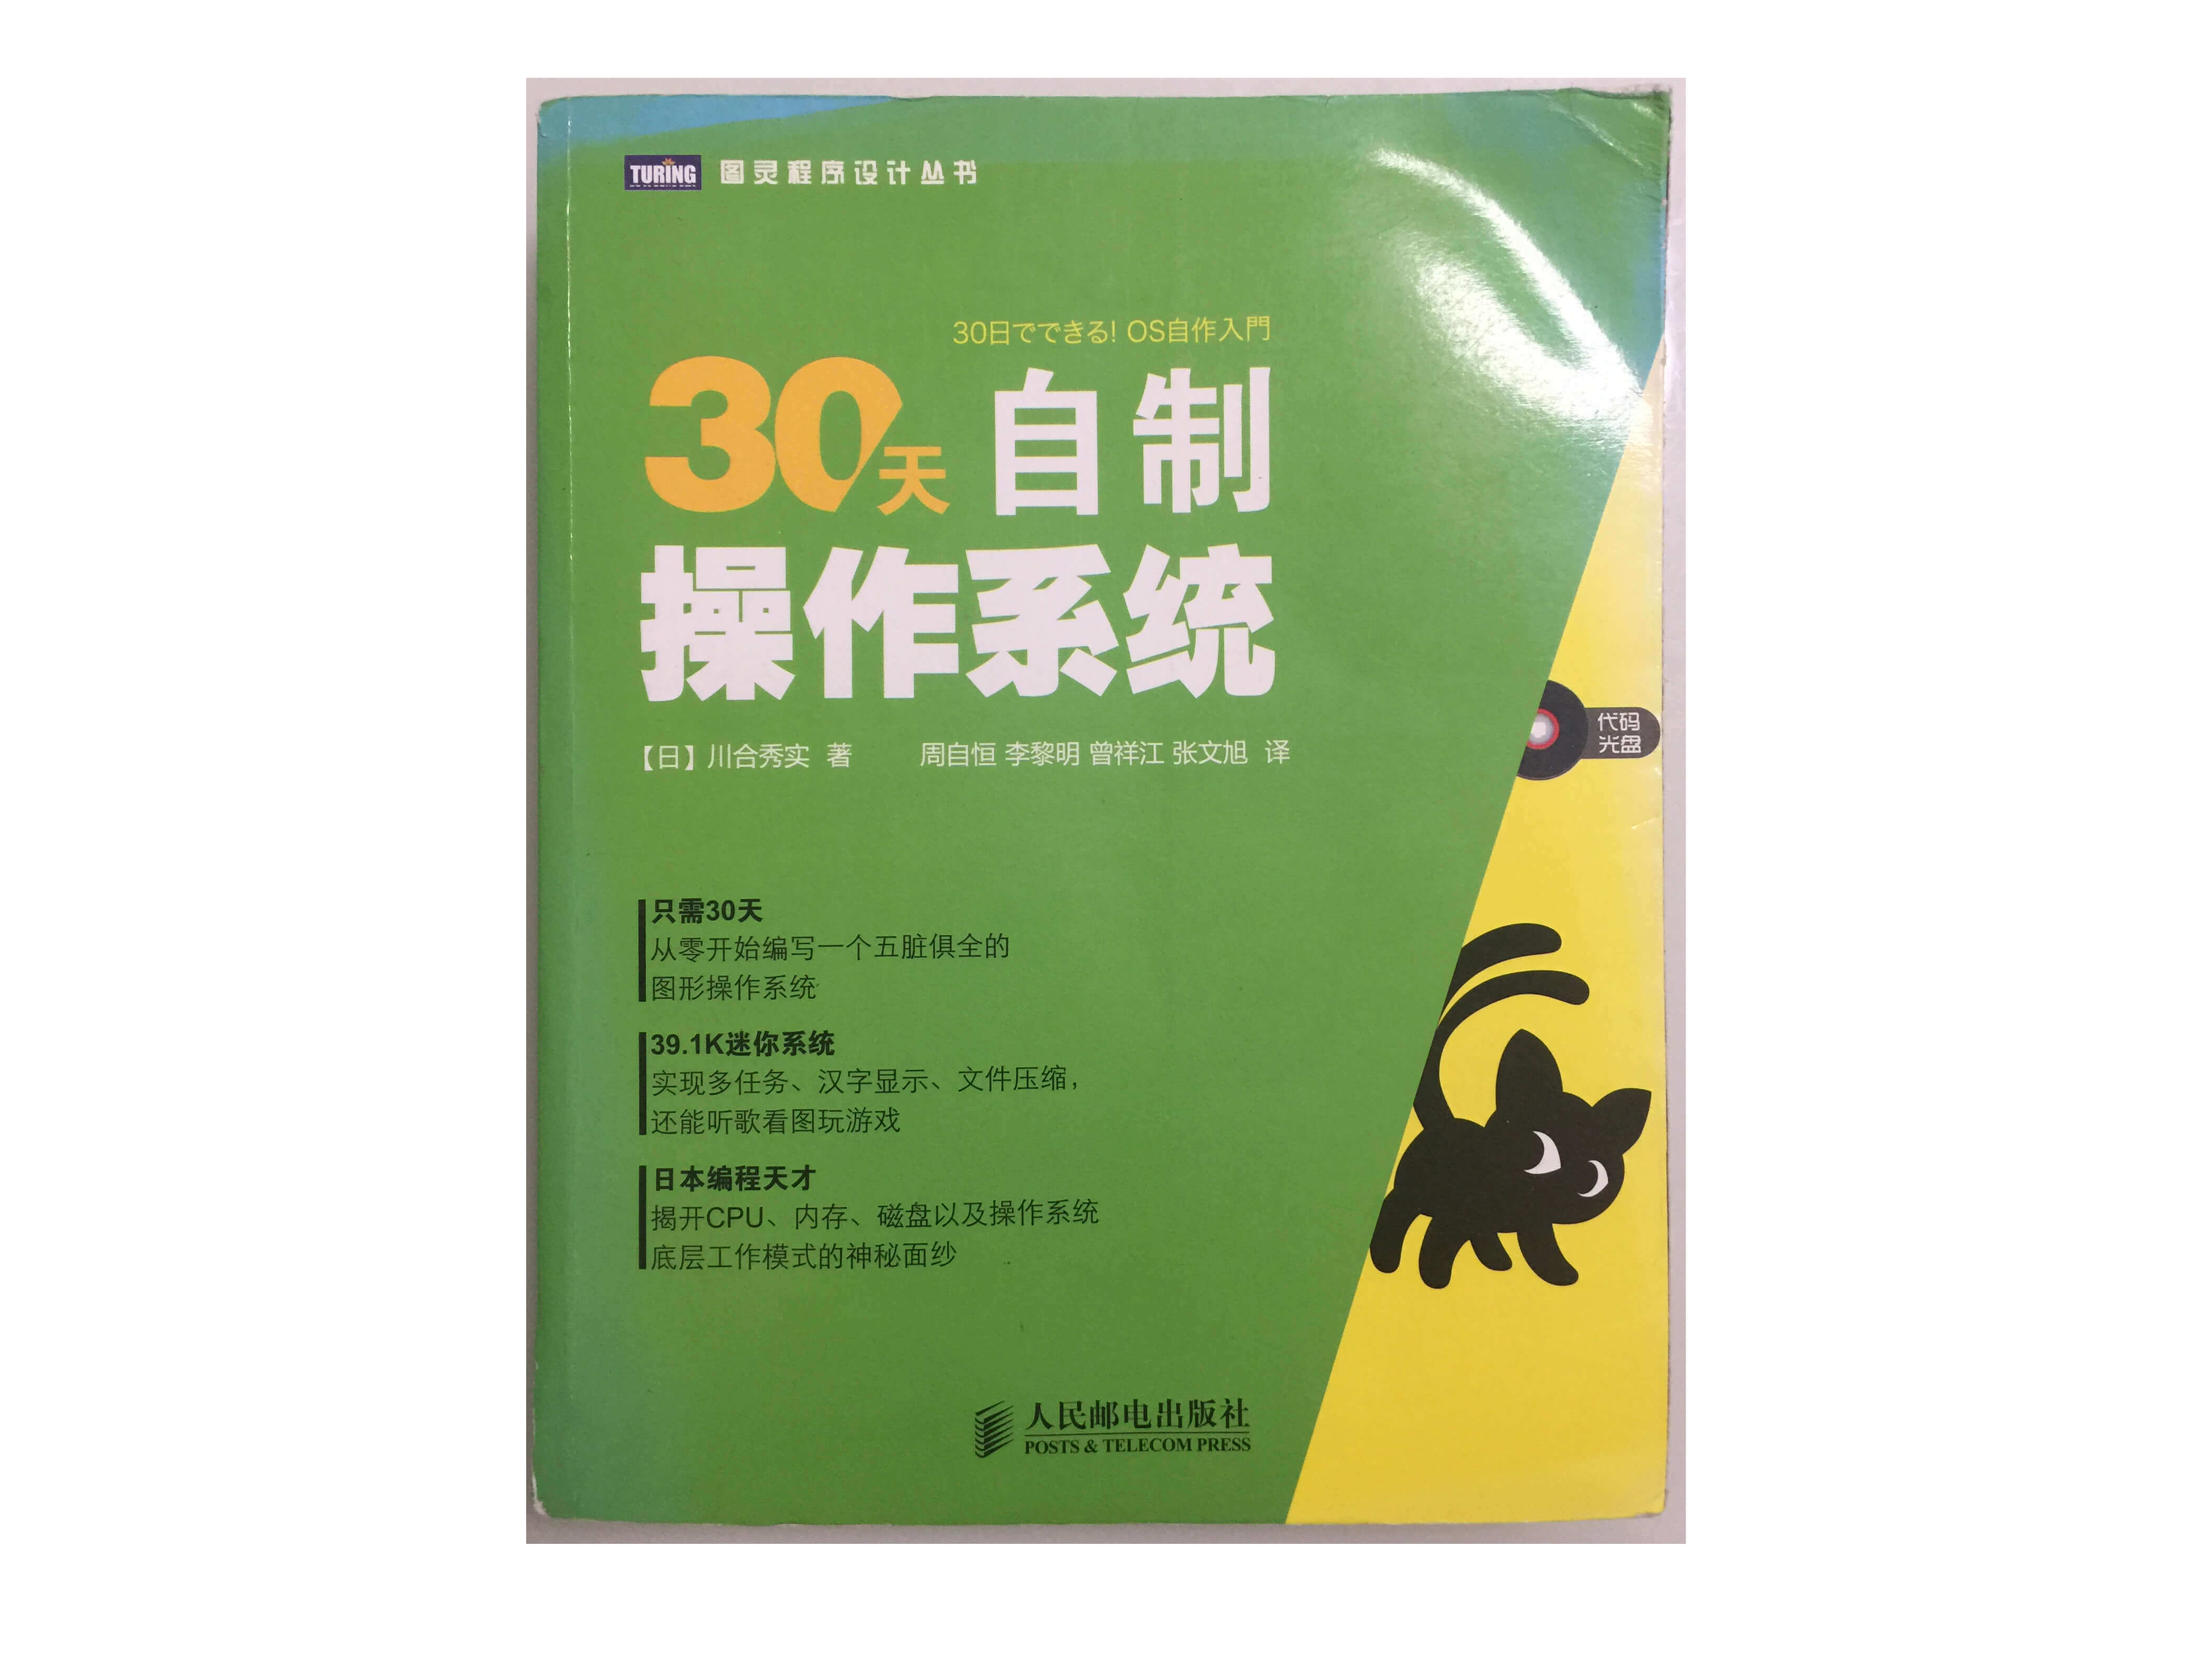 TURING 图灵程序设计丛书
30日でできる! OS自作入門
30天 自制
操作系统
【日】川合秀实 著 周自恒 李黎明 曾祥江 张文旭 译
代码
光盘
只需30天
从零开始编写一个五脏俱全的
图形操作系统
39.1K迷你系统
实现多任务、汉字显示、文件压缩，
还能听歌看图玩游戏
日本编程天才
揭开CPU、内存、磁盘以及操作系统
底层工作模式的神秘面纱
人民邮电出版社
POSTS & TELECOM PRESS